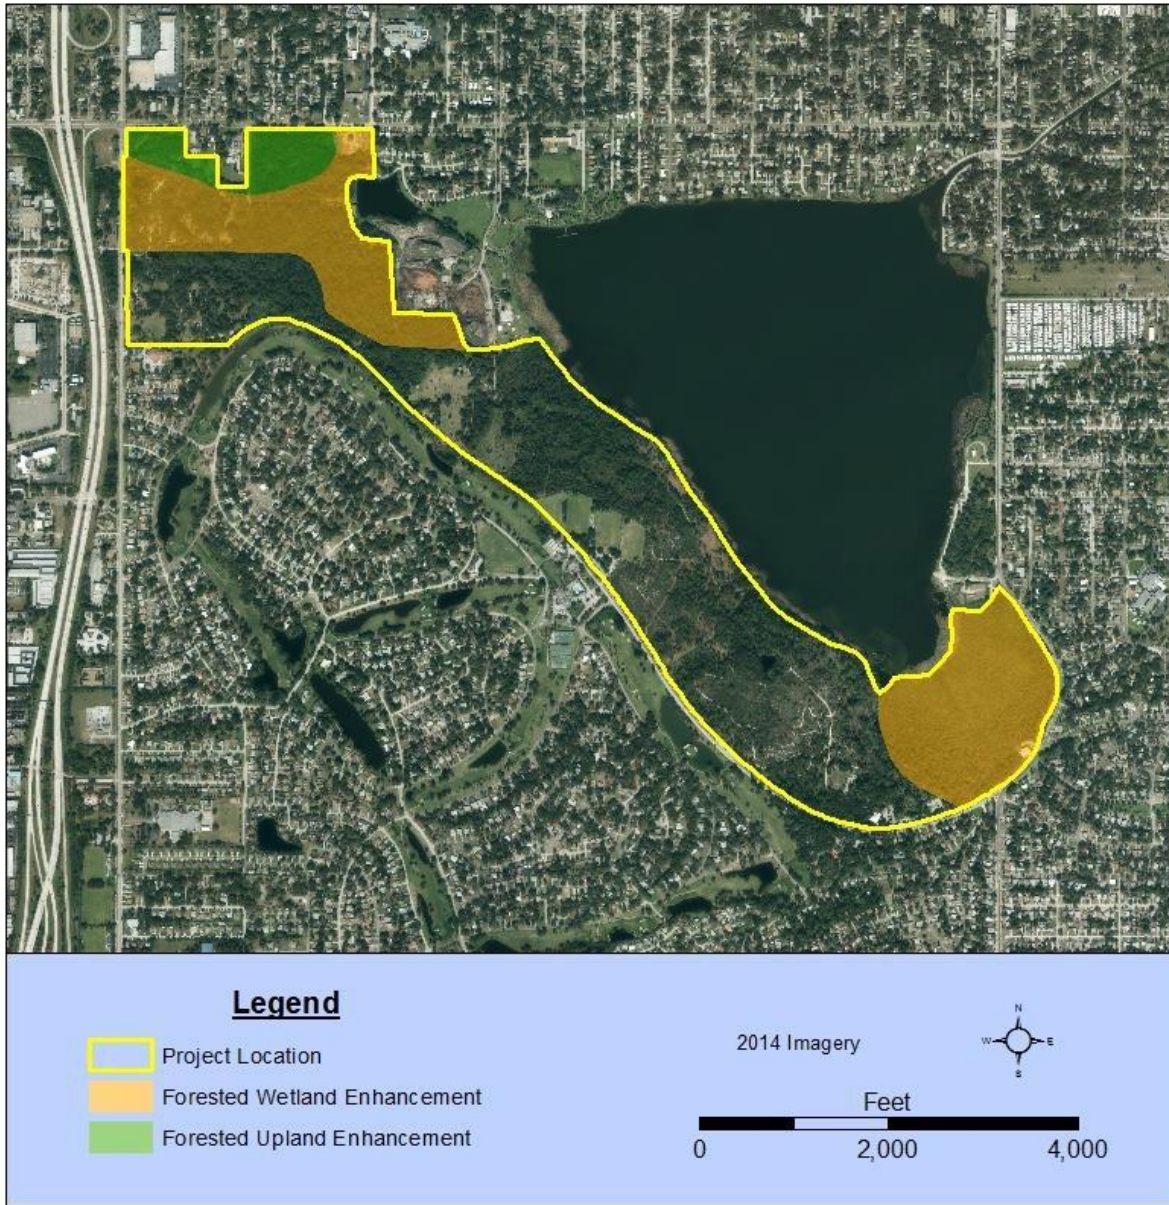 Legend
Project Location
Forested Wetland Enhancement
Forested Upland Enhancement
2014 Imagery
N
W E
S
Feet
0 2,000 4,000